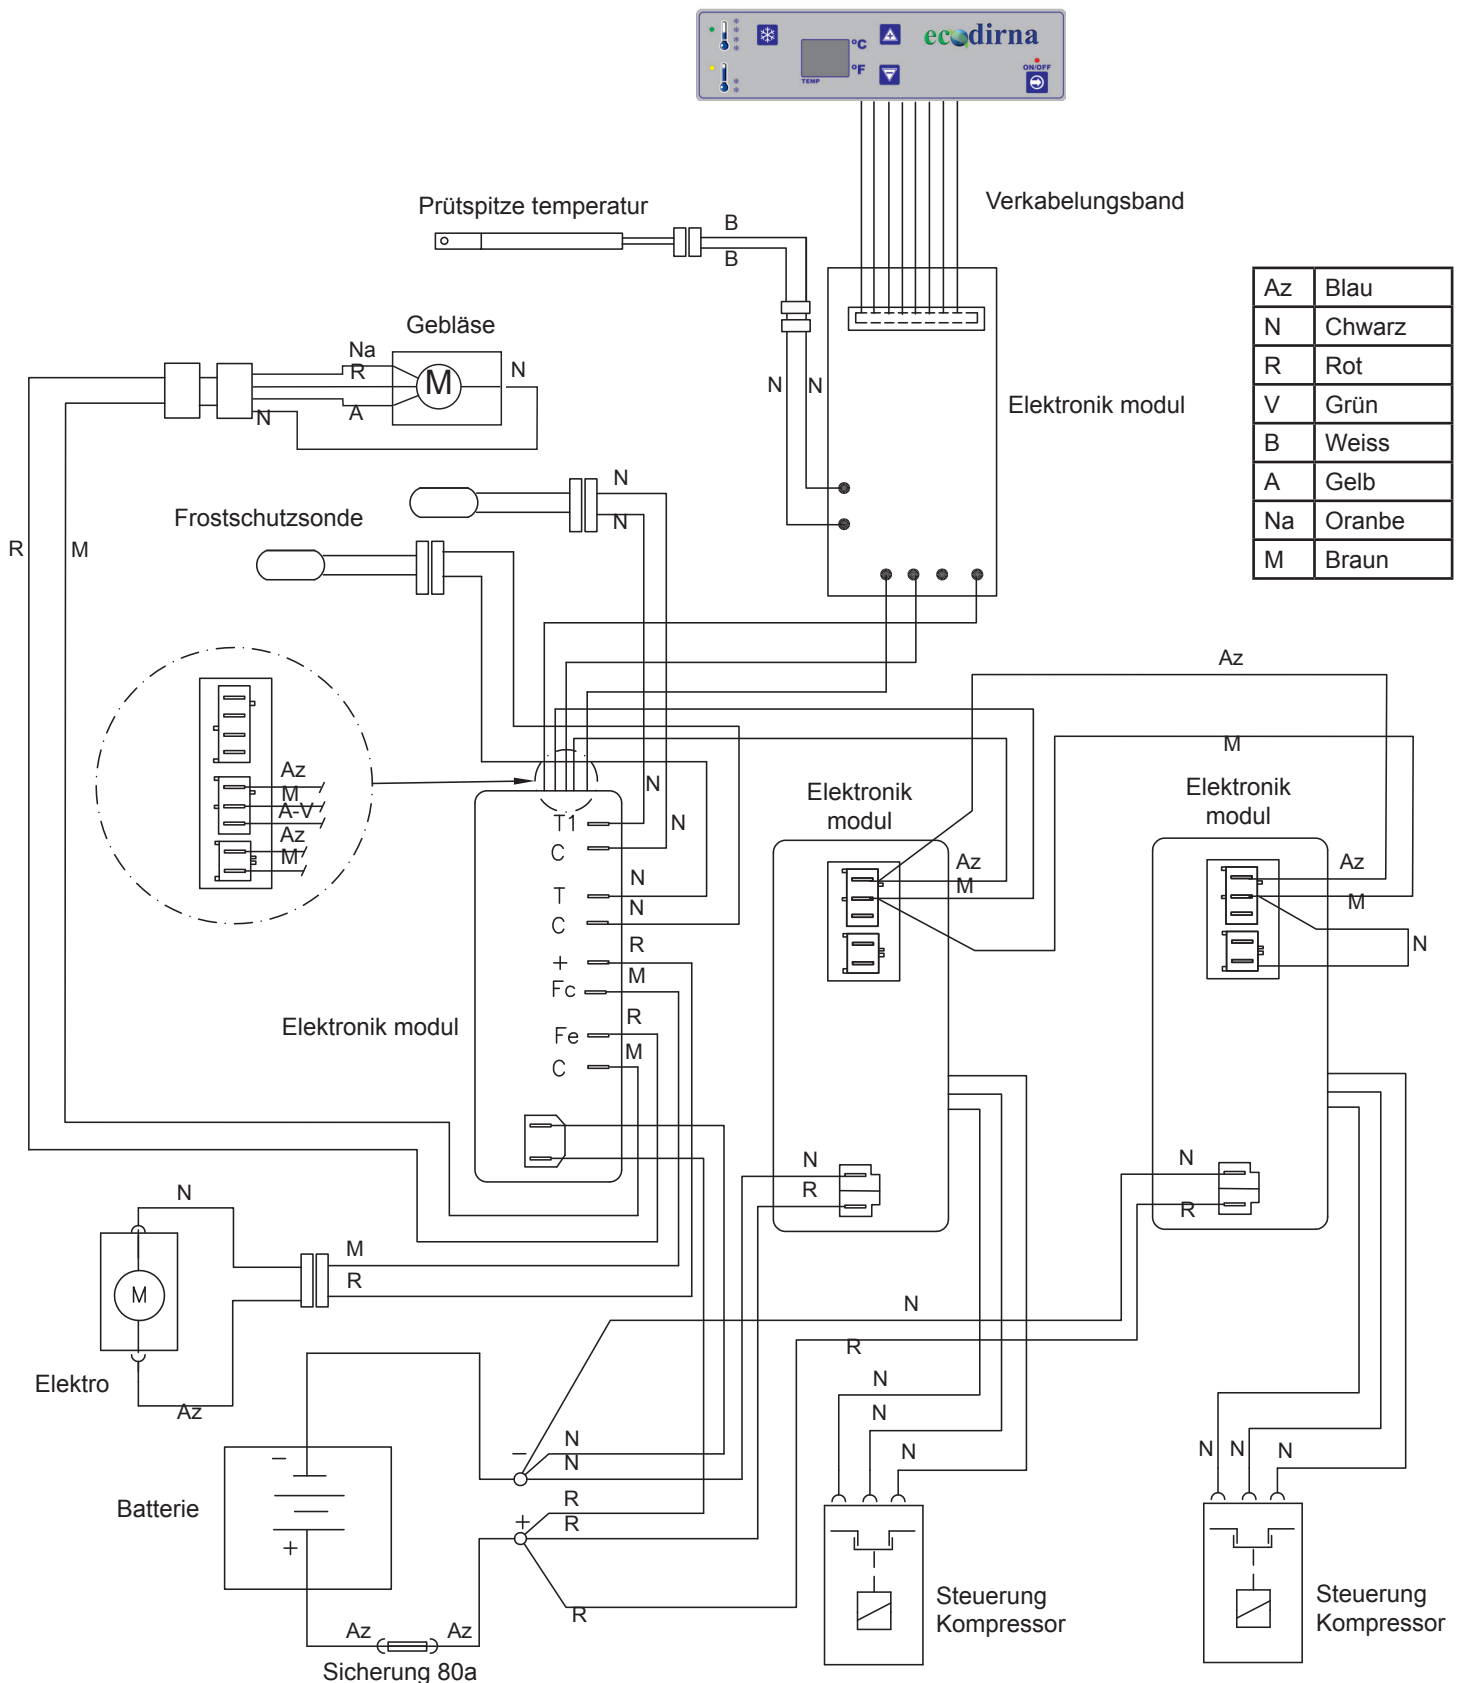 ecodirna
°C
°F
TEMP
ON/OFF
Prütspitze temperatur
Verkabelungsband
B
B
Az Blau
N Chwarz
R Rot
V Grün
B Weiss
A Gelb
Na Oranbe
M Braun
Gebläse
Na
R
M
N
A
N
N
N
Elektronik modul
Frostschutzsonde
N
N
R
M
Az
M
Az
M
A-V
Az
M
N
N
Elektronik
modul
Elektronik
modul
T1
C
T
C
+
Fc
Fe
C
N
N
R
M
R
M
Az
M
Az
M
N
Elektronik modul
N
R
N
R
N
M
Elektro
Az
M
R
N
R
Batterie
−
+
−
N
N
+
R
R
R
N
N
N
N
N
N
Az
Az
Sicherung 80a
Steuerung
Kompressor
Steuerung
Kompressor